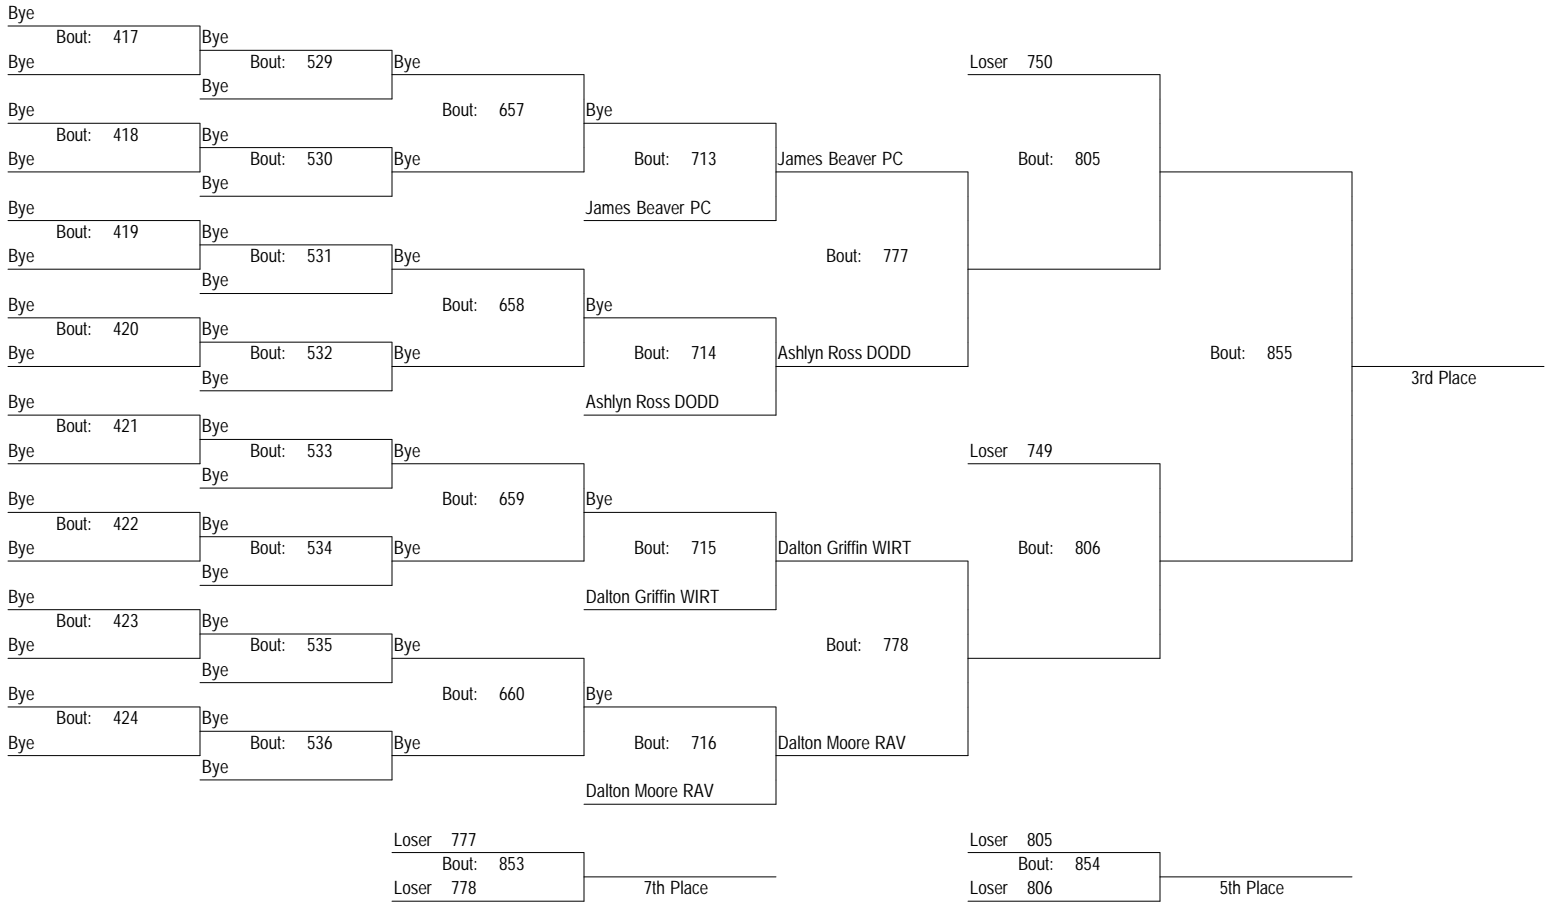 Bye
Bout: 417 Bye
Bye Bout: 529 Bye Loser 750
Bye
Bye Bout: 657 Bye
Bout: 418 Bye
Bye Bout: 530 Bye Bout: 713 James Beaver PC Bout: 805
Bye
Bye James Beaver PC
Bout: 419 Bye
Bye Bout: 531 Bye Bout: 777
Bye
Bye Bout: 658 Bye
Bout: 420 Bye
Bye Bout: 532 Bye Bout: 714 Ashlyn Ross DODD Bout: 855
3rd Place
Bye
Bye Ashlyn Ross DODD
Bout: 421 Bye
Bye Bout: 533 Bye Loser 749
Bye
Bye Bout: 659 Bye
Bout: 422 Bye
Bye Bout: 534 Bye Bout: 715 Dalton Griffin WIRT Bout: 806
Bye
Bye Dalton Griffin WIRT
Bout: 423 Bye
Bye Bout: 535 Bye Bout: 778
Bye
Bye Bout: 660 Bye
Bout: 424 Bye
Bye Bout: 536 Bye Bout: 716 Dalton Moore RAV
Bye
Dalton Moore RAV
Loser 777 Loser 805
Bout: 853 Bout: 854
Loser 778 7th Place Loser 806 5th Place